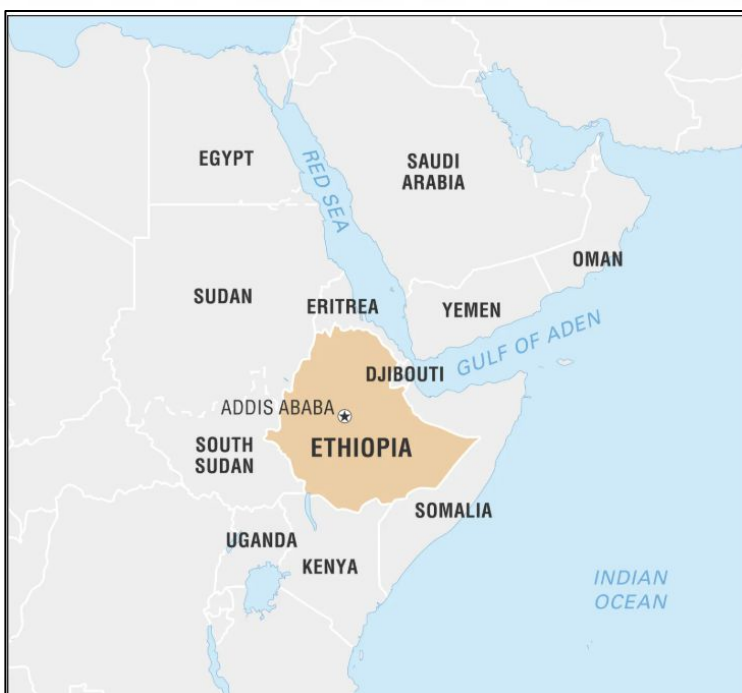 EGYPT
RED SEA
SAUDI
ARABIA
OMAN
SUDAN
ERITREA
YEMEN
GULF OF ADEN
DJIBOUTI
ADDIS ABABA
ETHIOPIA
SOUTH
SUDAN
SOMALIA
UGANDA
KENYA
INDIAN
OCEAN